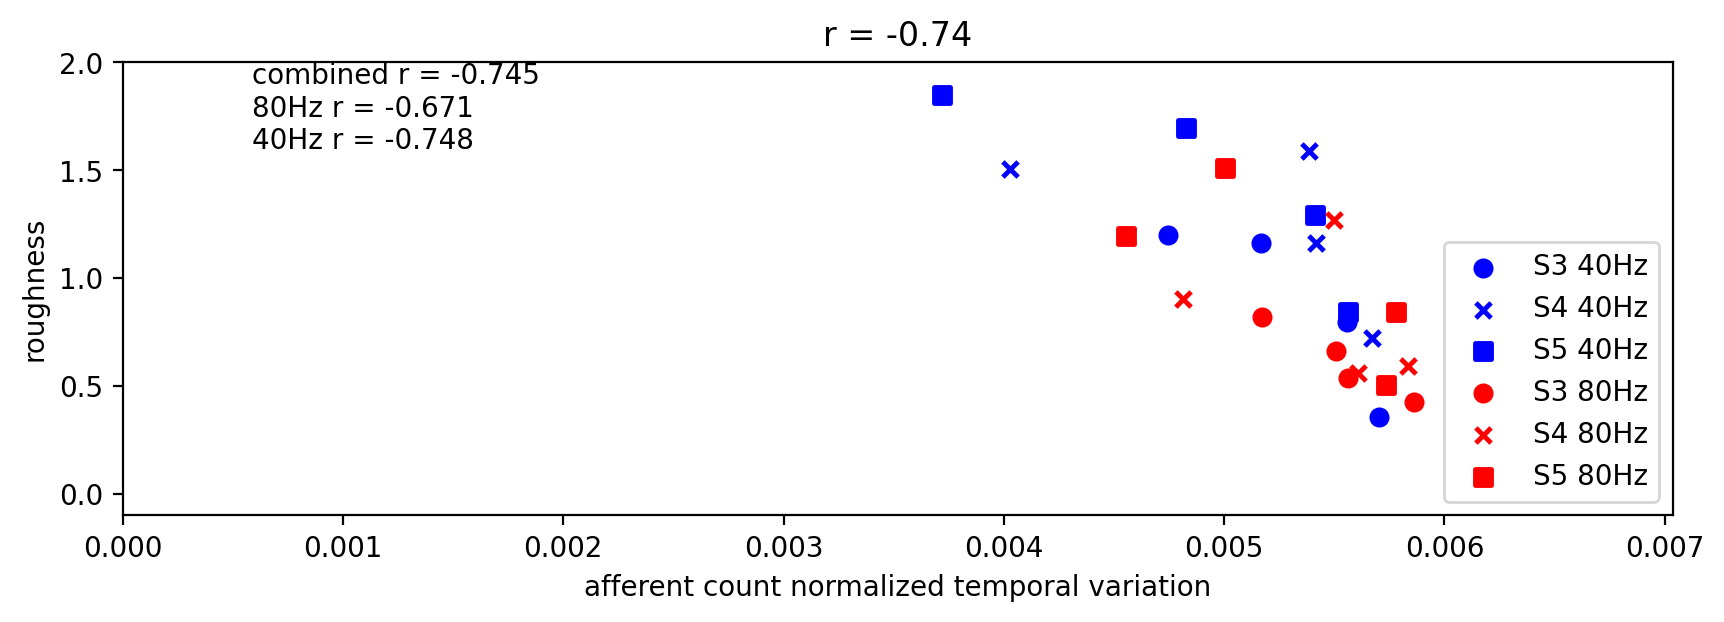 r = -0.74
combined r = -0.745
80Hz r = -0.671
40Hz r = -0.748
2.0
1.5
1.0
0.5
0.0
roughness
S3 40Hz
S4 40Hz
S5 40Hz
S3 80Hz
S4 80Hz
S5 80Hz
0.000 0.001 0.002 0.003 0.004 0.005 0.006 0.007
afferent count normalized temporal variation